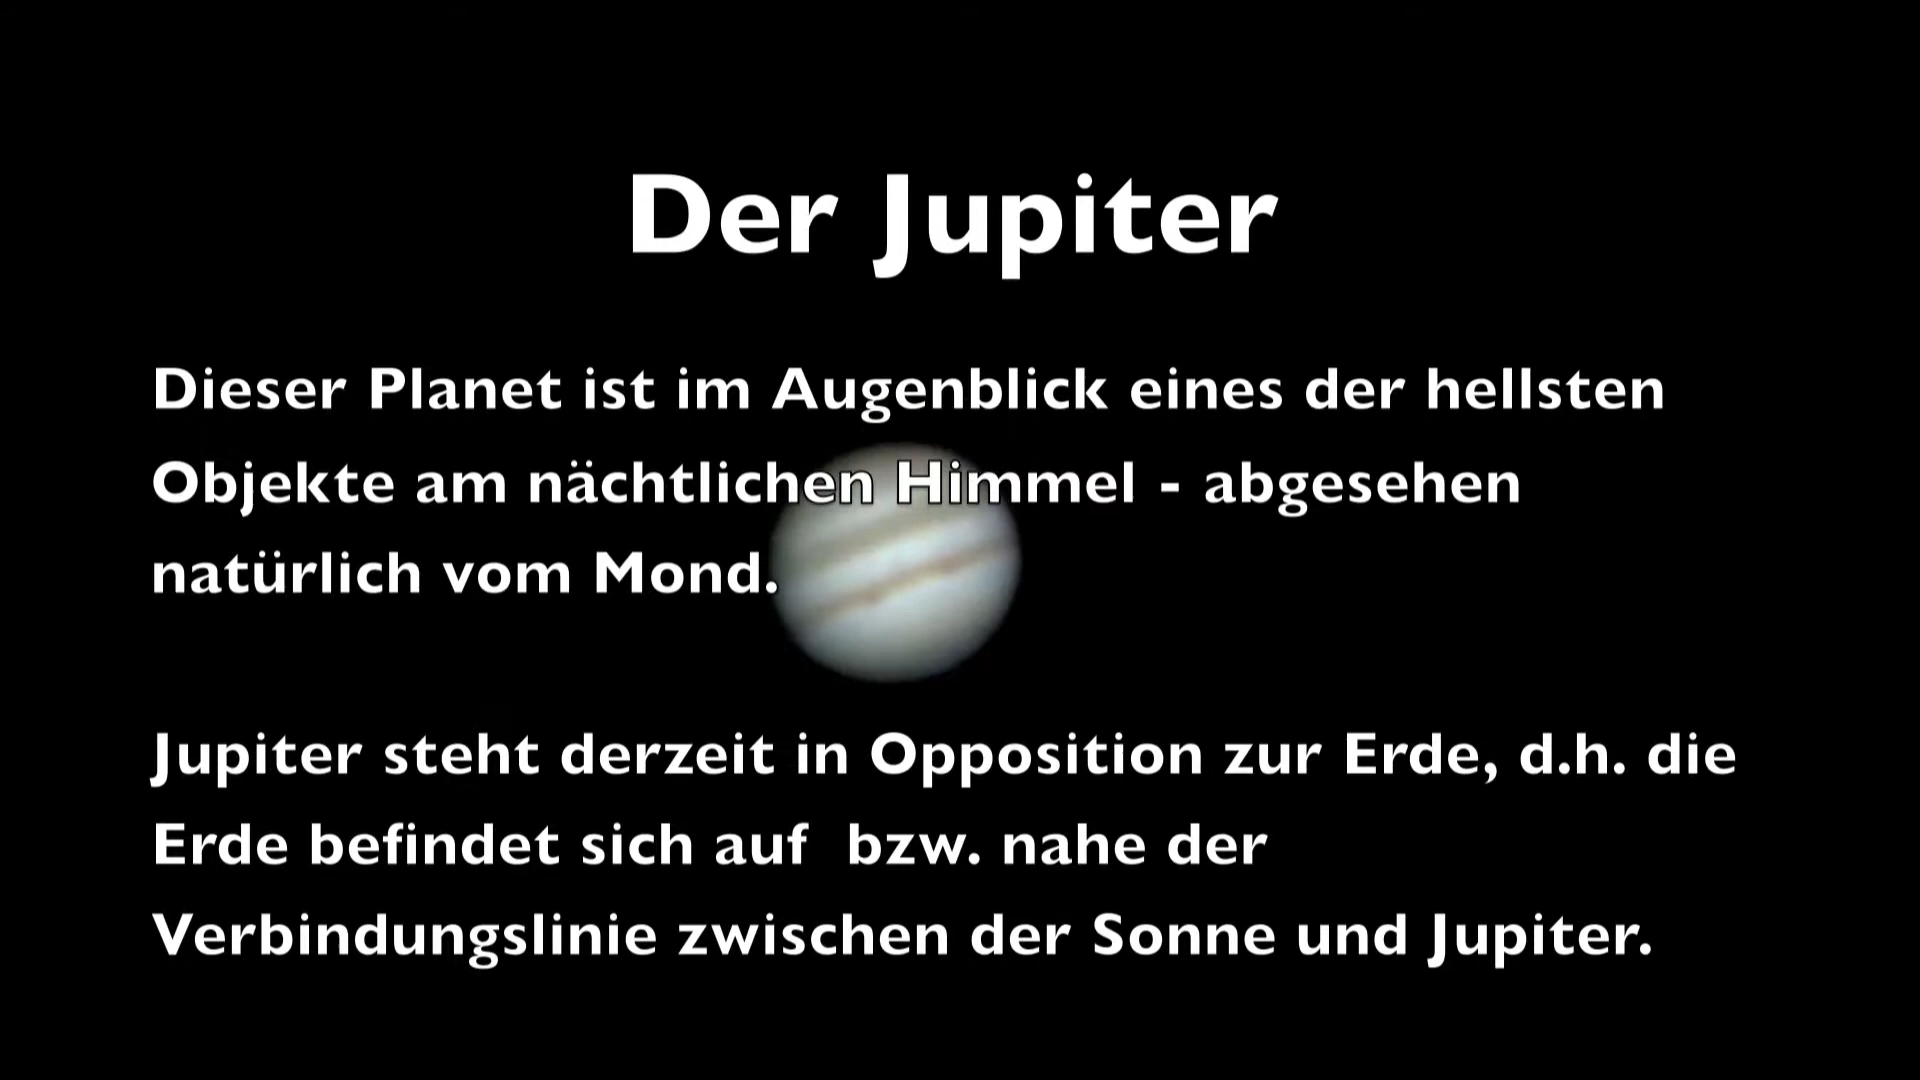 Der Jupiter
Dieser Planet ist im Augenblick eines der hellsten
Objekte am nächtlichen Himmel - abgesehen
natürlich vom Mond.
Jupiter steht derzeit in Opposition zur Erde, d.h. die
Erde befindet sich auf  bzw. nahe der
Verbindungslinie zwischen der Sonne und Jupiter.